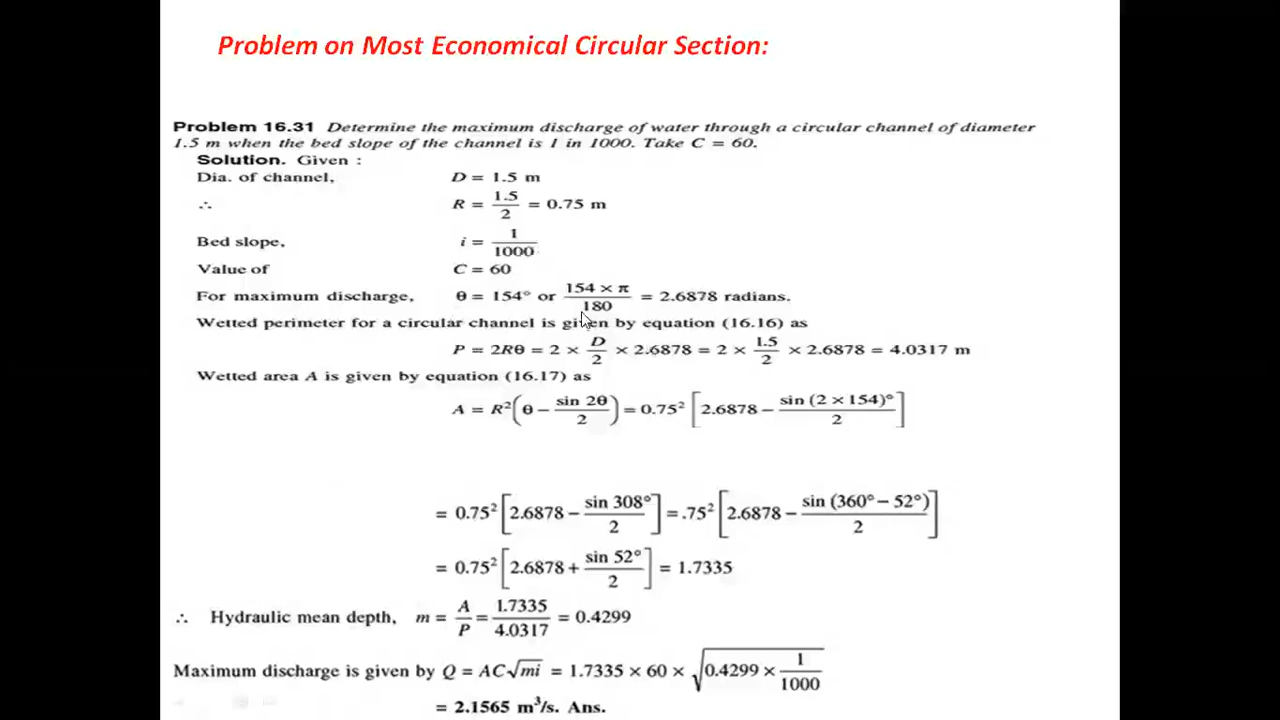 Problem on Most Economical Circular Section:
Problem 16.31 Determine the maximum discharge of water through a circular channel of diameter
1.5 m when the bed slope of the channel is 1 in 1000. Take C = 60.
Solution. Given :
Dia. of channel, D = 1.5 m
∴ R = 1.5/2 = 0.75 m
Bed slope, i = 1/1000
Value of C = 60
For maximum discharge, θ = 154° or (154 × π)/180 = 2.6878 radians.
Wetted perimeter for a circular channel is given by equation (16.16) as
P = 2Rθ = 2 × D/2 × 2.6878 = 2 × 1.5/2 × 2.6878 = 4.0317 m
Wetted area A is given by equation (16.17) as
A = R²(θ − sin 2θ/2) = 0.75² [2.6878 − sin (2 × 154)°/2]
= 0.75² [2.6878 − sin 308°/2] = .75² [2.6878 − sin (360° − 52°)/2]
= 0.75² [2.6878 + sin 52°/2] = 1.7335
∴ Hydraulic mean depth, m = A/P = 1.7335/4.0317 = 0.4299
Maximum discharge is given by Q = AC√mi = 1.7335 × 60 × √(0.4299 × 1/1000)
= 2.1565 m³/s. Ans.